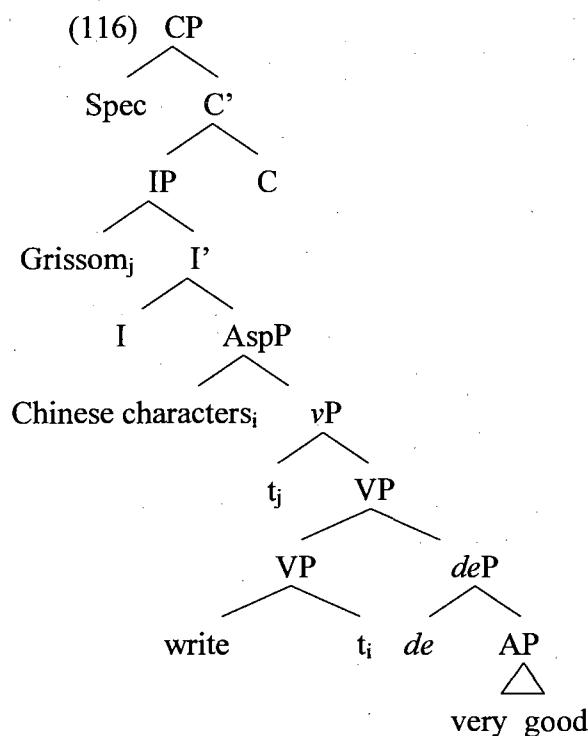 (116) CP
Spec C’
IP C
Grissomj I’
I AspP
Chinese charactersi vP
tj VP
VP deP
write ti de AP
very good